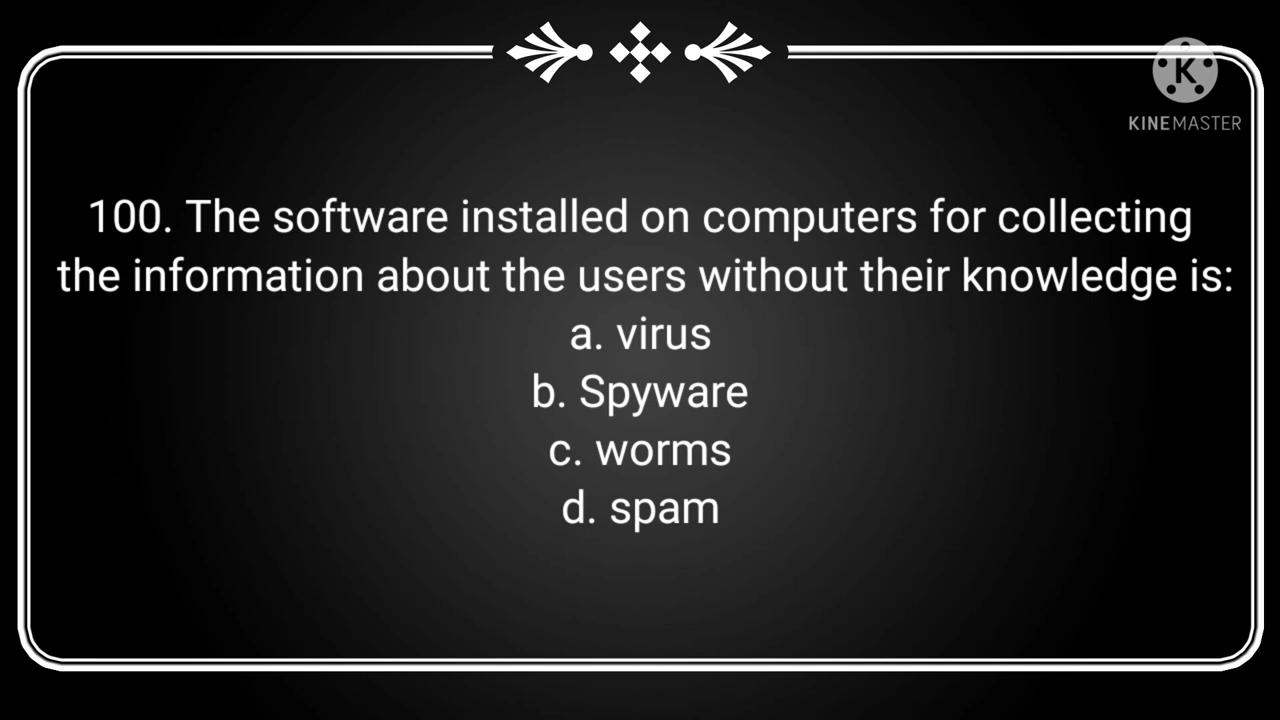 K
KINEMASTER
100. The software installed on computers for collecting
the information about the users without their knowledge is:
a. virus
b. Spyware
c. worms
d. spam